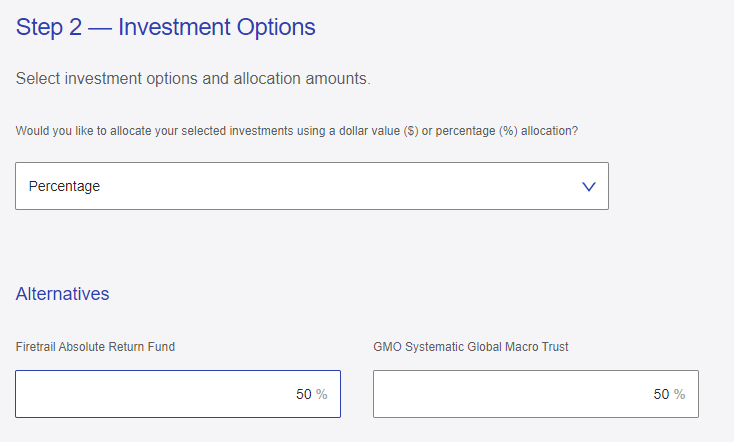 Step 2 — Investment Options
Select investment options and allocation amounts.
Would you like to allocate your selected investments using a dollar value ($) or percentage (%) allocation?
Percentage
Alternatives
Firetrail Absolute Return Fund
GMO Systematic Global Macro Trust
50 %
50 %